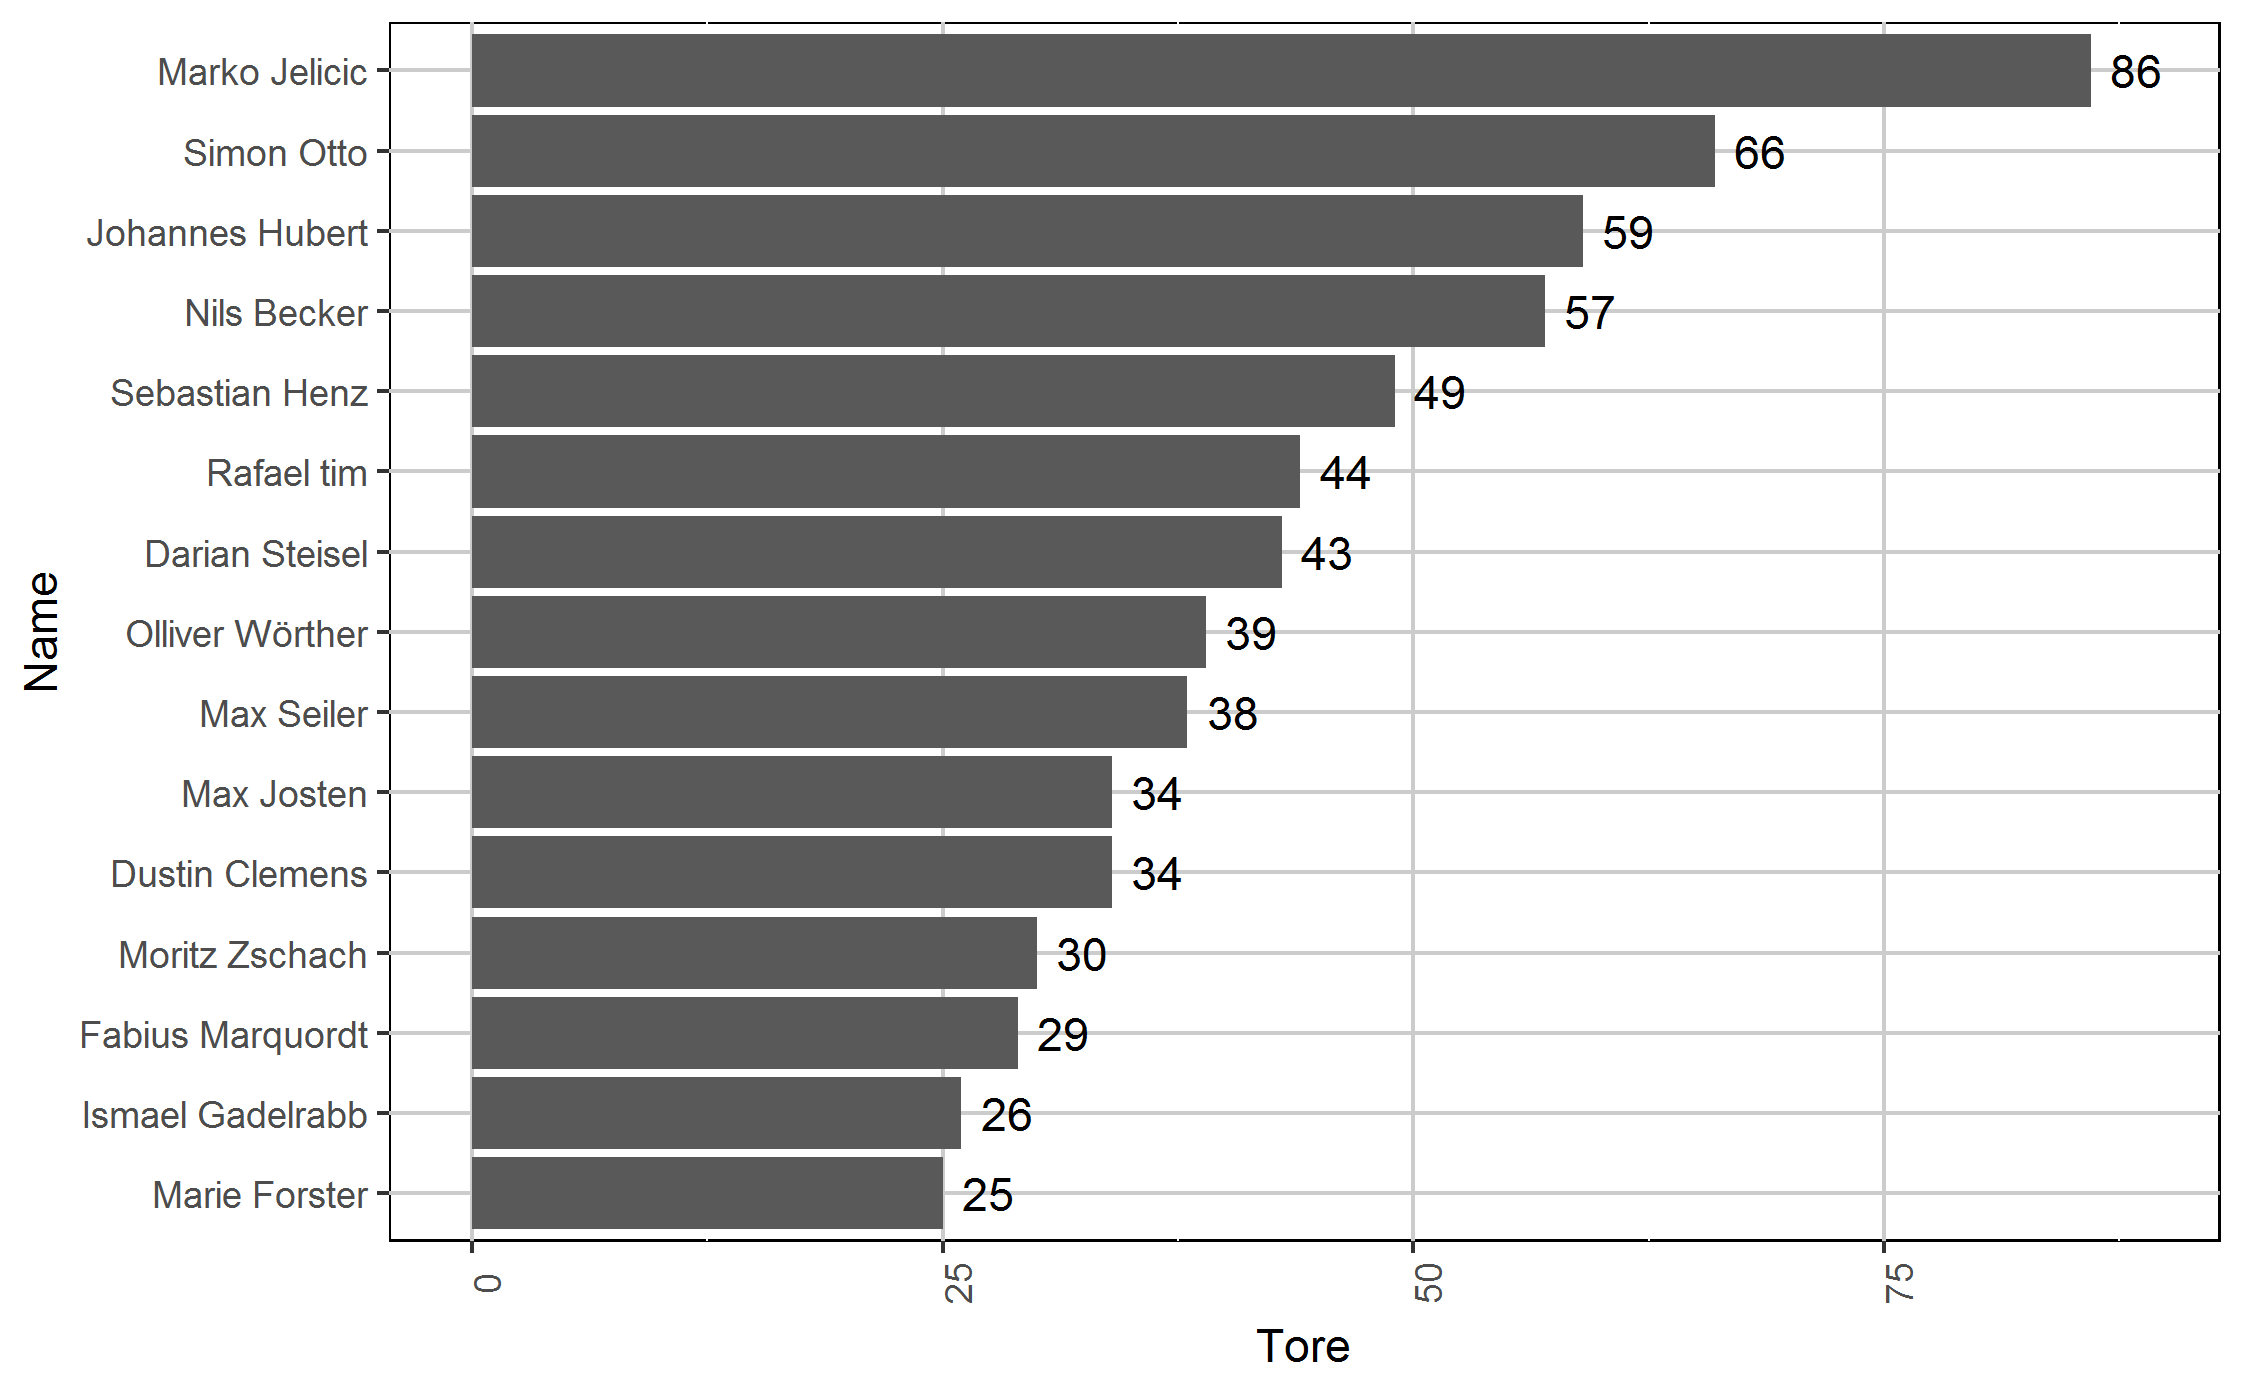 Marko Jelicic 86
Simon Otto 66
Johannes Hubert 59
Nils Becker 57
Sebastian Henz 49
Rafael tim 44
Darian Steisel 43
Olliver Wörther 39
Max Seiler 38
Max Josten 34
Dustin Clemens 34
Moritz Zschach 30
Fabius Marquordt 29
Ismael Gadelrabb 26
Marie Forster 25
Name
0 25 50 75
Tore